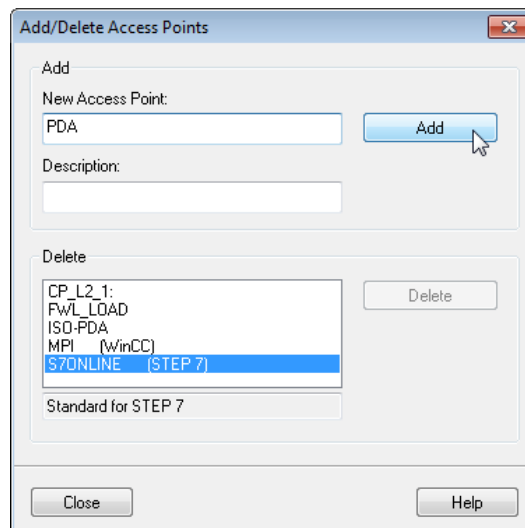 Add/Delete Access Points
Add
New Access Point:
PDA
Add
Description:
Delete
CP_L2_1:
FWL_LOAD
ISO-PDA
MPI (WinCC)
S7ONLINE (STEP 7)
Delete
Standard for STEP 7
Close
Help